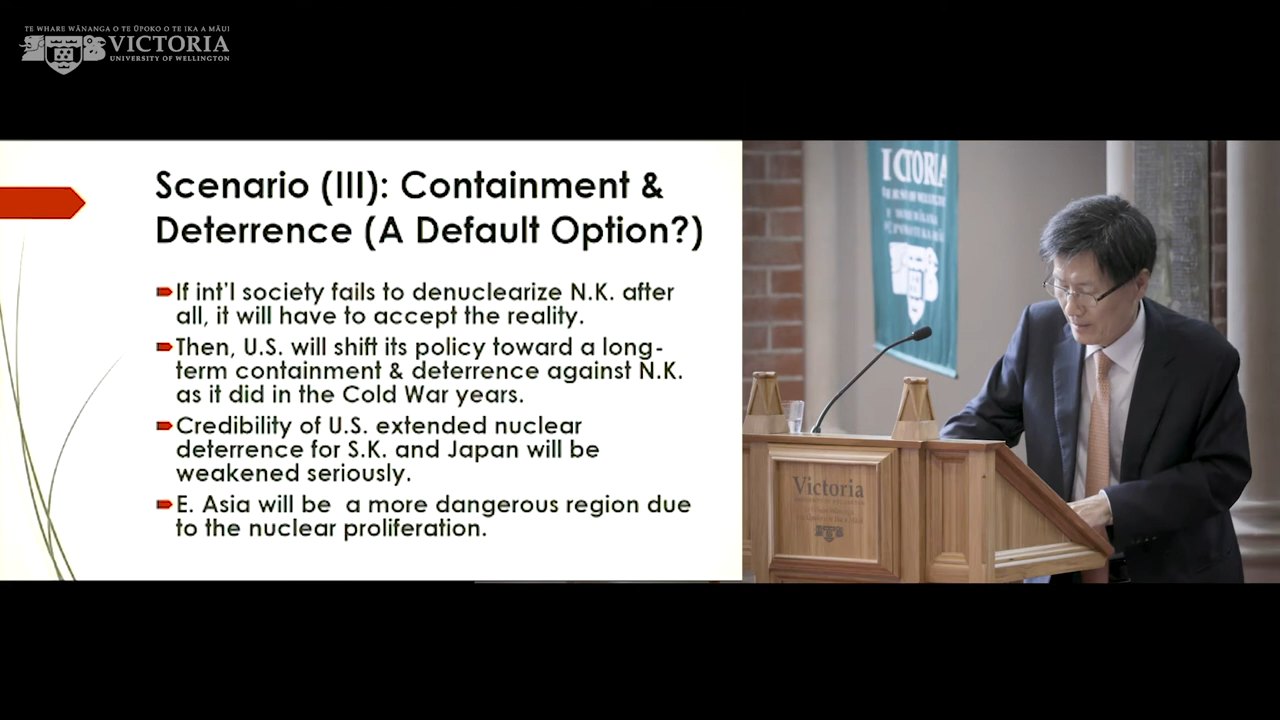 TE WHARE WĀNANGA O TE ŪPOKO O TE IKA A MĀUI
VICTORIA
UNIVERSITY OF WELLINGTON
Scenario (III): Containment &
Deterrence (A Default Option?)
If int'l society fails to denuclearize N.K. after
all, it will have to accept the reality.
Then, U.S. will shift its policy toward a long-
term containment & deterrence against N.K.
as it did in the Cold War years.
Credibility of U.S. extended nuclear
deterrence for S.K. and Japan will be
weakened seriously.
E. Asia will be a more dangerous region due
to the nuclear proliferation.
Victoria